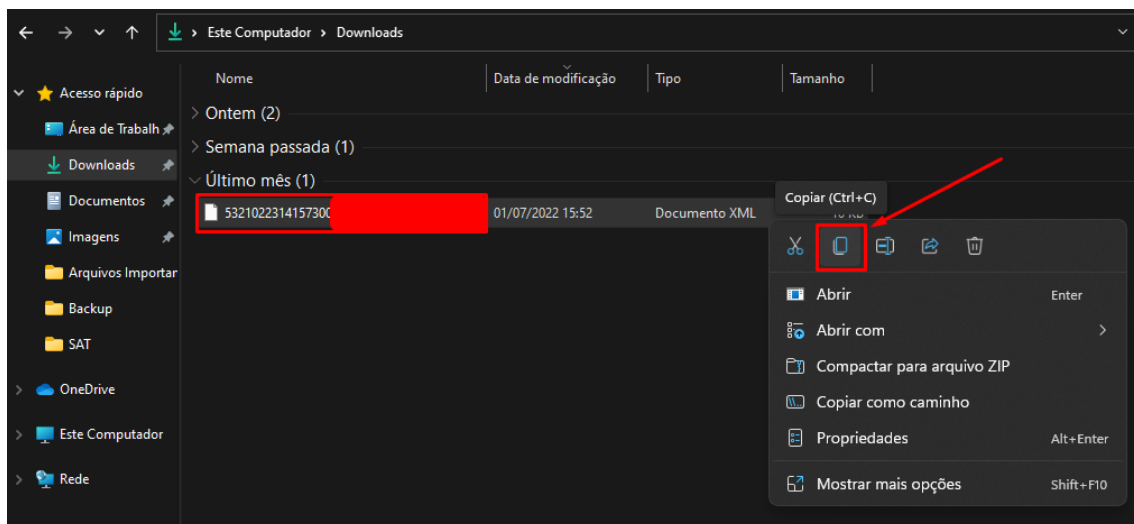 Este Computador > Downloads
Nome Data de modificação Tipo Tamanho
Acesso rápido
Ontem (2)
Área de Trabalh
Semana passada (1)
Downloads
Último mês (1)
Copiar (Ctrl+C)
Documentos
5321022314157300 01/07/2022 15:52 Documento XML
Imagens
Arquivos Importar
Abrir Enter
Backup
Abrir com
SAT
Compactar para arquivo ZIP
OneDrive
Copiar como caminho
Este Computador
Propriedades Alt+Enter
Rede
Mostrar mais opções Shift+F10